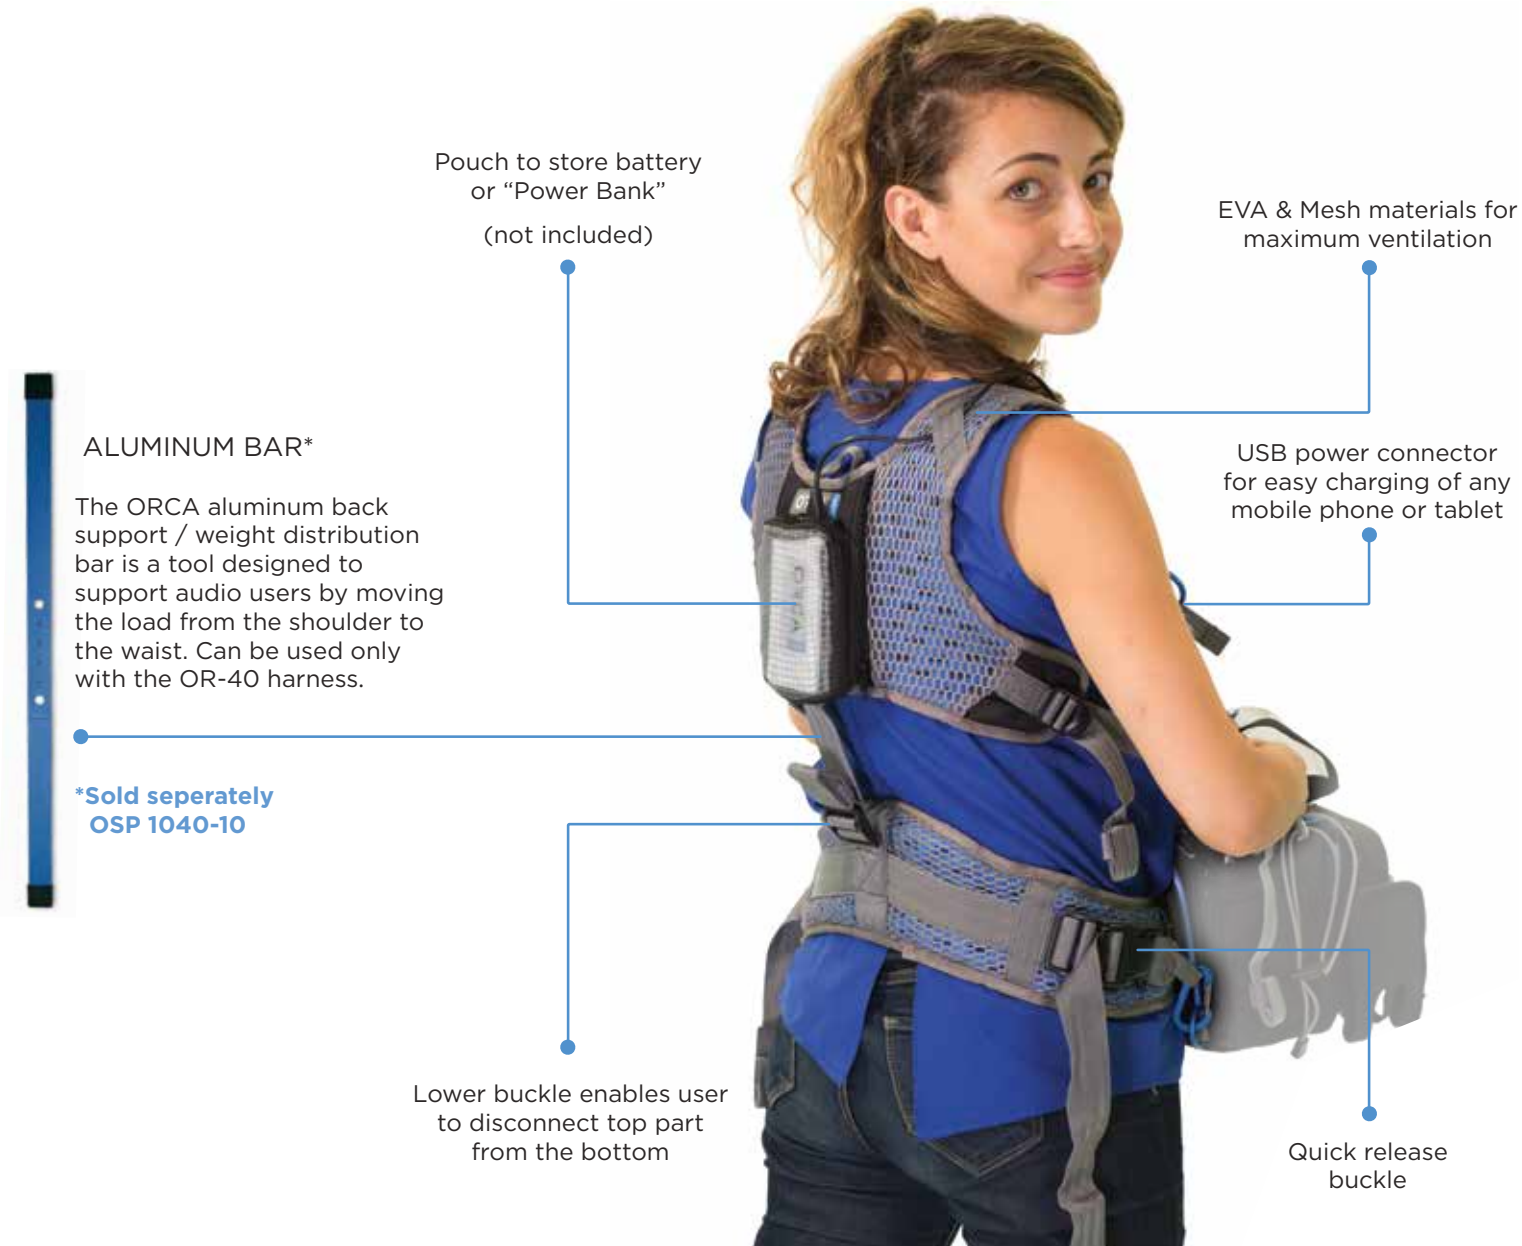 Pouch to store battery
or “Power Bank”
(not included)
EVA & Mesh materials for
maximum ventilation
ALUMINUM BAR*
The ORCA aluminum back
support / weight distribution
bar is a tool designed to
support audio users by moving
the load from the shoulder to
the waist. Can be used only
with the OR-40 harness.
*Sold seperately
OSP 1040-10
USB power connector
for easy charging of any
mobile phone or tablet
Lower buckle enables user
to disconnect top part
from the bottom
Quick release
buckle